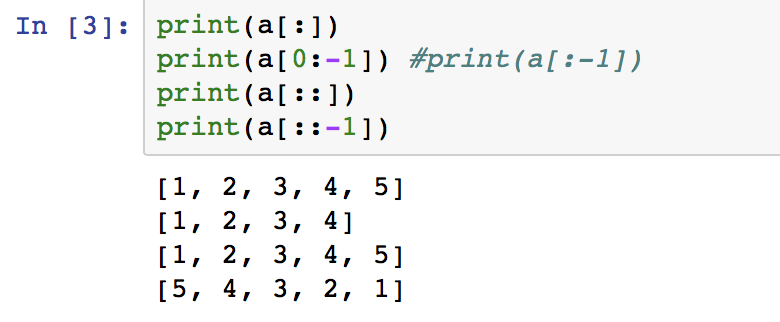 In [3]: print(a[:])
print(a[0:-1]) #print(a[:-1])
print(a[::])
print(a[::-1])
[1, 2, 3, 4, 5]
[1, 2, 3, 4]
[1, 2, 3, 4, 5]
[5, 4, 3, 2, 1]